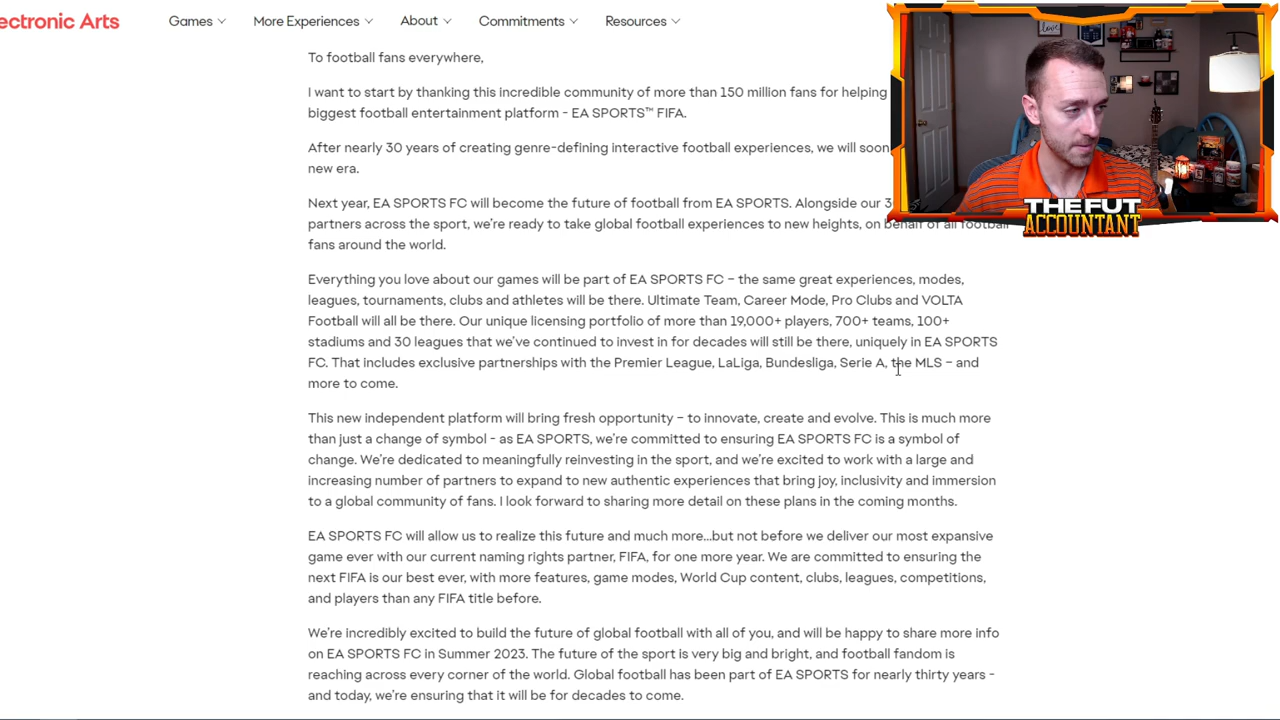 ectronic Arts
Games
More Experiences
About
Commitments
Resources
To football fans everywhere,
I want to start by thanking this incredible community of more than 150 million fans for helping
biggest football entertainment platform - EA SPORTS™ FIFA.
After nearly 30 years of creating genre-defining interactive football experiences, we will soon
new era.
Next year, EA SPORTS FC will become the future of football from EA SPORTS. Alongside our 3
partners across the sport, we're ready to take global football experiences to new heights, on behalf of all football
fans around the world.
Everything you love about our games will be part of EA SPORTS FC – the same great experiences, modes,
leagues, tournaments, clubs and athletes will be there. Ultimate Team, Career Mode, Pro Clubs and VOLTA
Football will all be there. Our unique licensing portfolio of more than 19,000+ players, 700+ teams, 100+
stadiums and 30 leagues that we've continued to invest in for decades will still be there, uniquely in EA SPORTS
FC. That includes exclusive partnerships with the Premier League, LaLiga, Bundesliga, Serie A, the MLS – and
more to come.
This new independent platform will bring fresh opportunity – to innovate, create and evolve. This is much more
than just a change of symbol - as EA SPORTS, we're committed to ensuring EA SPORTS FC is a symbol of
change. We're dedicated to meaningfully reinvesting in the sport, and we're excited to work with a large and
increasing number of partners to expand to new authentic experiences that bring joy, inclusivity and immersion
to a global community of fans. I look forward to sharing more detail on these plans in the coming months.
EA SPORTS FC will allow us to realize this future and much more...but not before we deliver our most expansive
game ever with our current naming rights partner, FIFA, for one more year. We are committed to ensuring the
next FIFA is our best ever, with more features, game modes, World Cup content, clubs, leagues, competitions,
and players than any FIFA title before.
We're incredibly excited to build the future of global football with all of you, and will be happy to share more info
on EA SPORTS FC in Summer 2023. The future of the sport is very big and bright, and football fandom is
reaching across every corner of the world. Global football has been part of EA SPORTS for nearly thirty years -
and today, we're ensuring that it will be for decades to come.
THE FUT
ACCOUNTANT